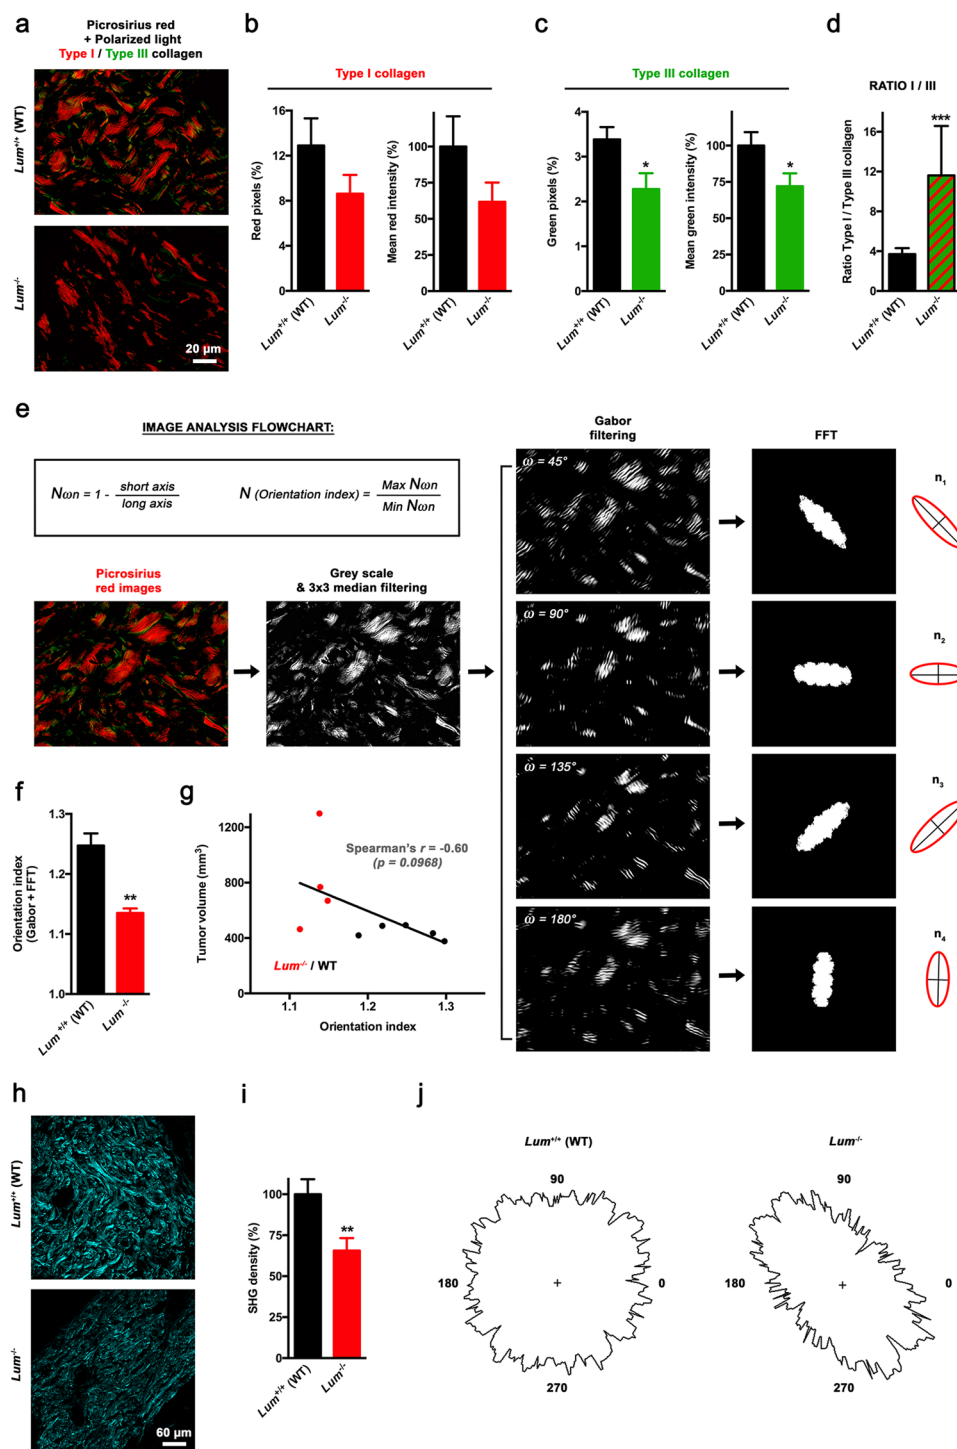 a
Picrosirius red
+ Polarized light
Type I / Type III collagen
Lum+/+ (WT)
Lum-/-
20 µm
b
Type I collagen
Red pixels (%)
16
12
8
4
0
Lum+/+ (WT)
Lum-/-
Mean red intensity (%)
125
100
75
50
25
0
Lum+/+ (WT)
Lum-/-
c
Type III collagen
Green pixels (%)
4
3
2
1
0
*
Lum+/+ (WT)
Lum-/-
Mean green intensity (%)
125
100
75
50
25
0
*
Lum+/+ (WT)
Lum-/-
d
RATIO I / III
Ratio Type I / Type III collagen
16
12
8
4
0
***
Lum+/+ (WT)
Lum-/-
e
IMAGE ANALYSIS FLOWCHART:
Nωn = 1 - short axis / long axis
N (Orientation index) = Max Nωn / Min Nωn
Picrosirius
red images
Grey scale
& 3x3 median filtering
Gabor
filtering
FFT
ω = 45°
n1
ω = 90°
n2
ω = 135°
n3
ω = 180°
n4
f
Orientation index
(Gabor + FFT)
1.3
1.2
1.1
1.0
**
Lum+/+ (WT)
Lum-/-
g
Tumor volume (mm3)
1200
800
400
0
Spearman's r = -0.60
(p = 0.0968)
Lum-/- / WT
1.1
1.2
1.3
Orientation index
h
Lum+/+ (WT)
Lum-/-
60 µm
i
SHG density (%)
100
75
50
25
0
**
Lum+/+ (WT)
Lum-/-
j
Lum+/+ (WT)
90
180
0
270
Lum-/-
90
180
0
270